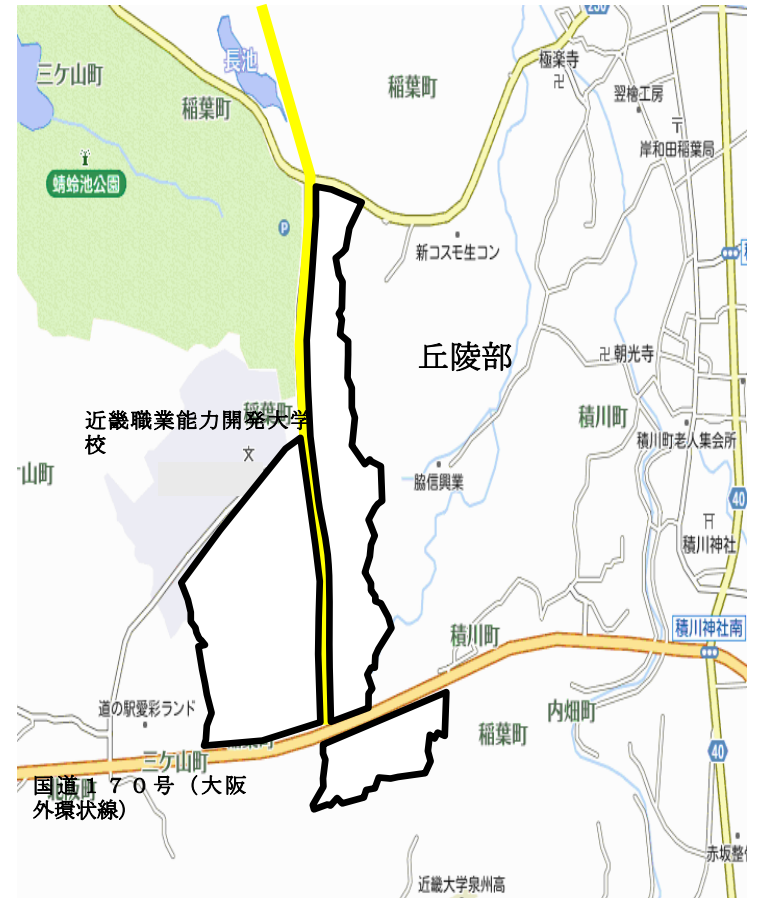 230
極楽寺
長池
三ケ山町
稲葉町
稲葉町
翌檜工房
岸和田稲葉局
蜻蛉池公園
P
新コスモ生コン
丘陵部
朝光寺
稲葉町
近畿職業能力開発大学
校
文
積川町
積川町老人集会所
山町
脇信興業
40
積川神社
積川町
積川神社南
道の駅愛彩ランド
内畑町
稲葉町
三ケ山町
40
国道170号(大阪
外環状線)
赤坂整
近畿大学泉州高